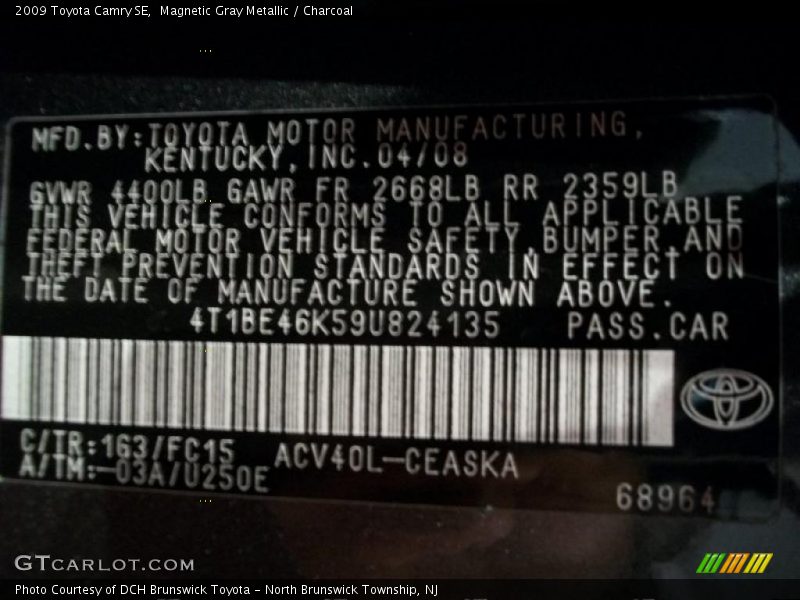 2009 Toyota Camry SE,  Magnetic Gray Metallic / Charcoal
MFD.BY:TOYOTA MOTOR MANUFACTURING,
KENTUCKY,INC.04/08
GVWR 4400LB GAWR FR 2668LB RR 2359LB
THIS VEHICLE CONFORMS TO ALL APPLICABLE
FEDERAL MOTOR VEHICLE SAFETY,BUMPER,AND
THEFT PREVENTION STANDARDS IN EFFECT ON
THE DATE OF MANUFACTURE SHOWN ABOVE.
4T1BE46K59U824135 PASS.CAR
C/TR:163/FC15 ACV40L-CEASKA
A/TM:-03A/U250E
68964
GTCARLOT.COM
Photo Courtesy of DCH Brunswick Toyota - North Brunswick Township, NJ